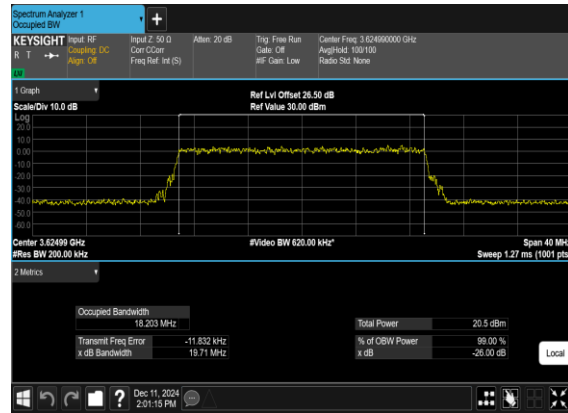 Spectrum Analyzer 1
Occupied BW
+
KEYSIGHT Input: RF Input Z: 50 Ω Atten: 20 dB Trig: Free Run Center Freq: 3.624990000 GHz
R T Coupling: DC Corr CCorr Gate: Off Avg|Hold: 100/100
Align: Off Freq Ref: Int (S) #IF Gain: Low Radio Std: None
LW
1 Graph
Ref Lvl Offset 26.50 dB
Scale/Div 10.0 dB Ref Value 30.00 dBm
Log
20.0
10.0
0.00
-10.0
-20.0
-30.0
-40.0
-50.0
-60.0
Center 3.62499 GHz #Video BW 620.00 kHz* Span 40 MHz
#Res BW 200.00 kHz Sweep 1.27 ms (1001 pts
2 Metrics
Occupied Bandwidth
18.203 MHz Total Power 20.5 dBm
Transmit Freq Error -11.832 kHz % of OBW Power 99.00 %
x dB Bandwidth 19.71 MHz x dB -26.00 dB
Local
? Dec 11, 2024
2:01:15 PM